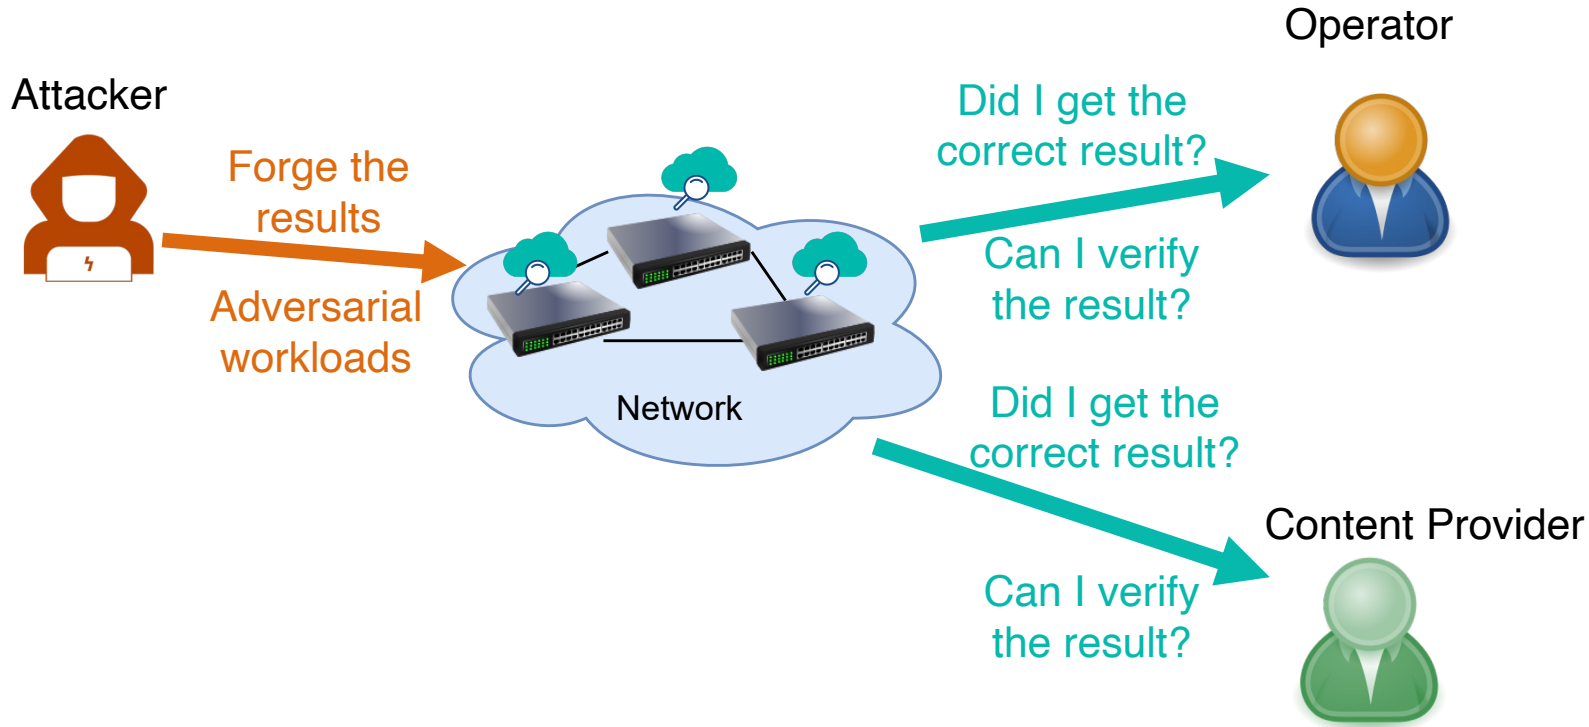 Attacker
Forge the
results
Adversarial
workloads
Network
Operator
Did I get the
correct result?
Can I verify
the result?
Did I get the
correct result?
Content Provider
Can I verify
the result?